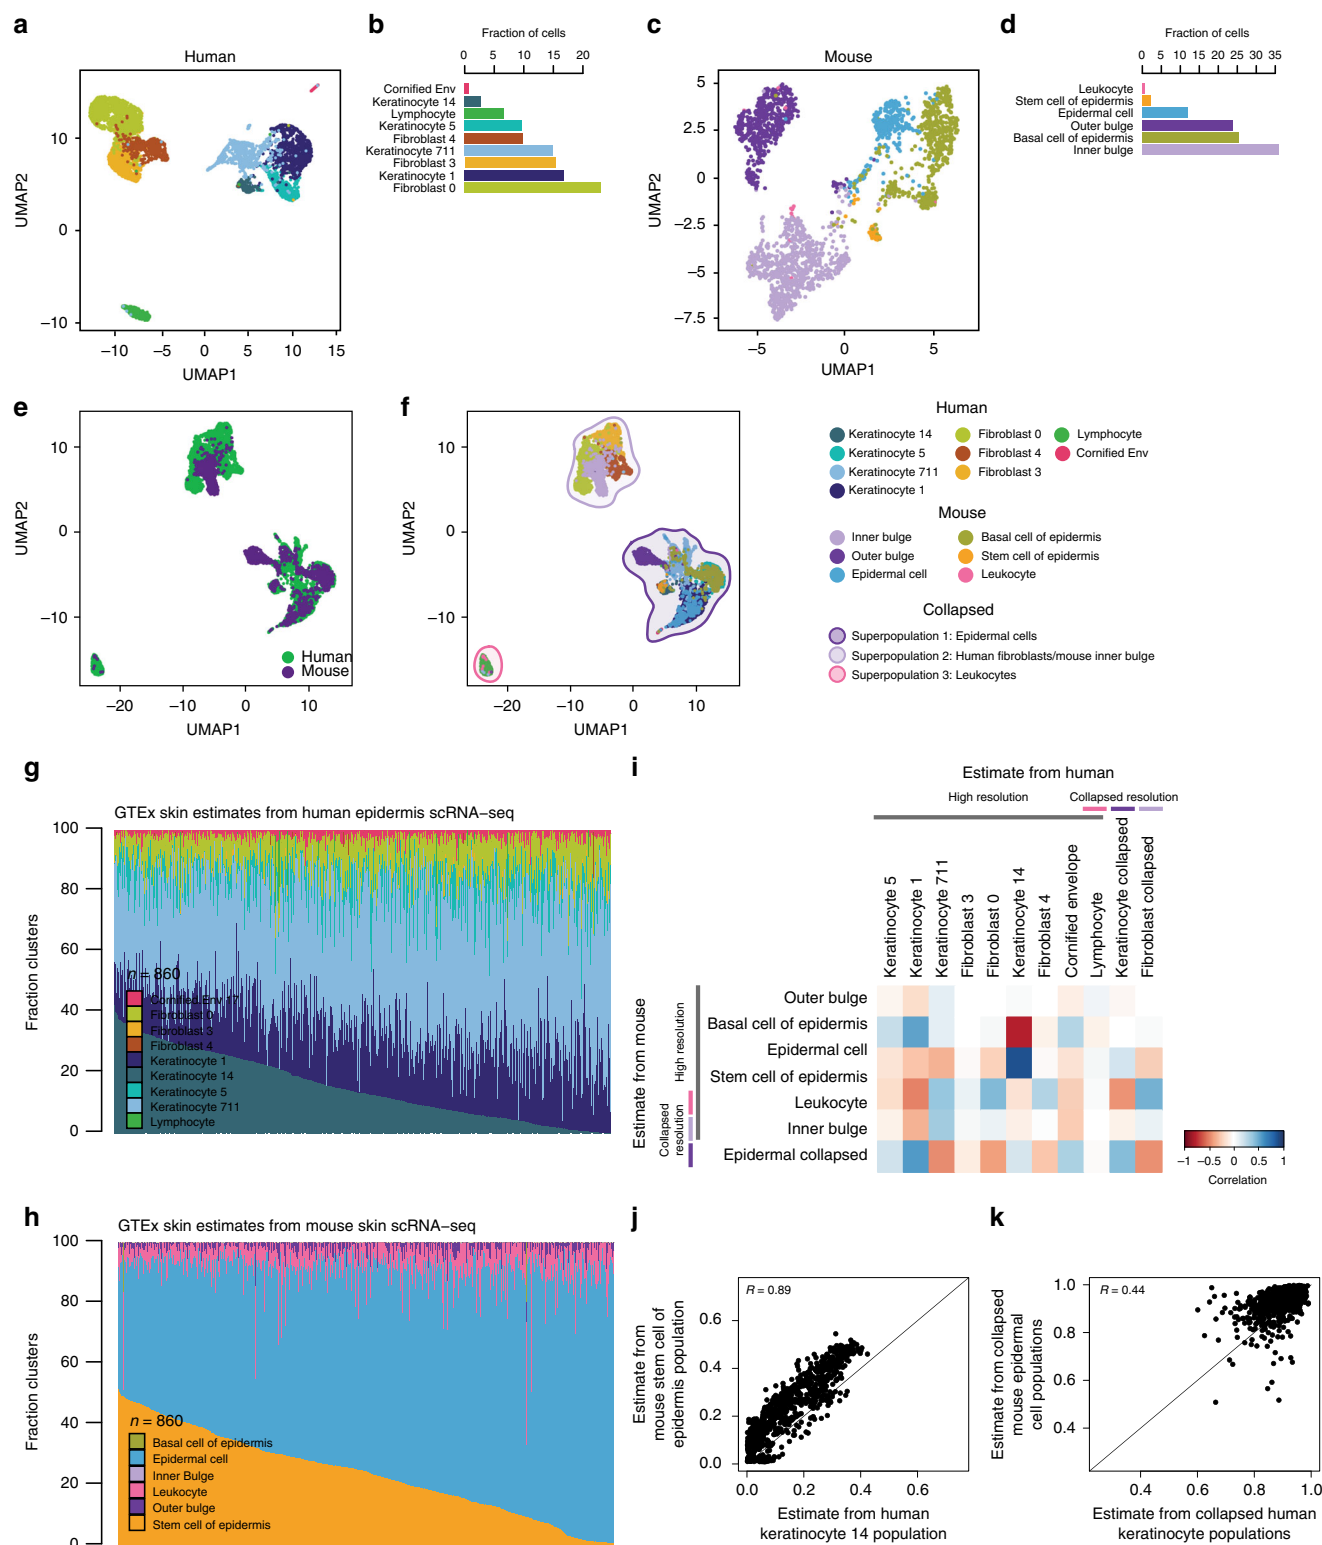 a
Human
UMAP2
10
0
−10
−10
−5
0
5
10
15
UMAP1
b
Fraction of cells
0 5 10 15 20
Cornified Env
Keratinocyte 14
Lymphocyte
Keratinocyte 5
Fibroblast 4
Keratinocyte 711
Fibroblast 3
Keratinocyte 1
Fibroblast 0
c
Mouse
UMAP2
5
2.5
0
−2.5
−5
−7.5
−5
0
5
UMAP1
d
Fraction of cells
0 5 10 15 20 25 30 35
Leukocyte
Stem cell of epidermis
Epidermal cell
Outer bulge
Basal cell of epidermis
Inner bulge
e
UMAP2
10
0
−10
Human
Mouse
−20
−10
0
10
UMAP1
f
UMAP2
10
0
−10
−20
−10
0
10
UMAP1
Human
Keratinocyte 14
Fibroblast 0
Lymphocyte
Keratinocyte 5
Fibroblast 4
Cornified Env
Keratinocyte 711
Fibroblast 3
Keratinocyte 1
Mouse
Inner bulge
Basal cell of epidermis
Outer bulge
Stem cell of epidermis
Epidermal cell
Leukocyte
Collapsed
Superpopulation 1: Epidermal cells
Superpopulation 2: Human fibroblasts/mouse inner bulge
Superpopulation 3: Leukocytes
g
GTEx skin estimates from human epidermis scRNA−seq
Fraction clusters
100
80
60
40
20
0
n = 860
Cornified Env 17
Fibroblast 0
Fibroblast 3
Fibroblast 4
Keratinocyte 1
Keratinocyte 14
Keratinocyte 5
Keratinocyte 711
Lymphocyte
h
GTEx skin estimates from mouse skin scRNA−seq
Fraction clusters
100
80
60
40
20
0
n = 860
Basal cell of epidermis
Epidermal cell
Inner Bulge
Leukocyte
Outer bulge
Stem cell of epidermis
i
Estimate from human
High resolution
Collapsed resolution
Keratinocyte 5
Keratinocyte 1
Keratinocyte 711
Fibroblast 3
Fibroblast 0
Keratinocyte 14
Fibroblast 4
Cornified envelope
Lymphocyte
Keratinocyte collapsed
Fibroblast collapsed
Estimate from mouse
High resolution
Collapsed
resolution
Outer bulge
Basal cell of epidermis
Epidermal cell
Stem cell of epidermis
Leukocyte
Inner bulge
Epidermal collapsed
−1 −0.5 0 0.5 1
Correlation
j
R = 0.89
Estimate from
mouse stem cell of
epidermis population
0.6
0.4
0.2
0.0
0.0
0.2
0.4
0.6
Estimate from human
keratinocyte 14 population
k
R = 0.44
Estimate from collapsed
mouse epidermal
cell populations
1.0
0.8
0.6
0.4
0.4
0.6
0.8
1.0
Estimate from collapsed human
keratinocyte populations